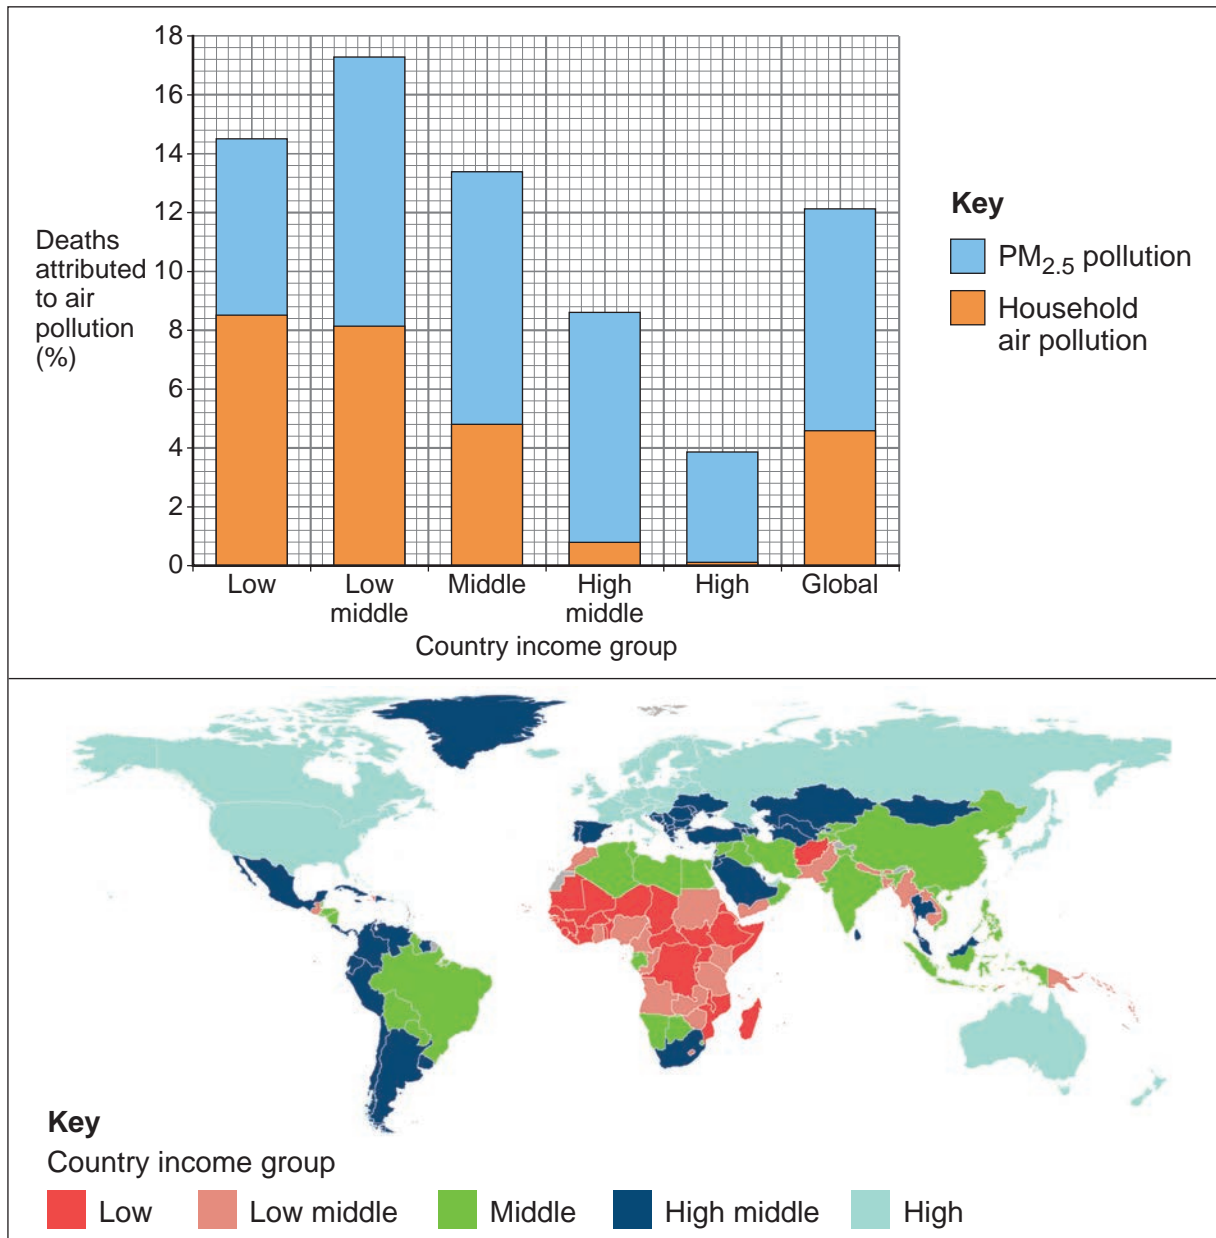 18
16
14
12
10
8
6
4
2
0
Deaths
attributed
to air
pollution
(%)
Low
Low
middle
Middle
High
middle
High
Global
Country income group
Key
PM2.5 pollution
Household
air pollution
Key
Country income group
Low
Low middle
Middle
High middle
High